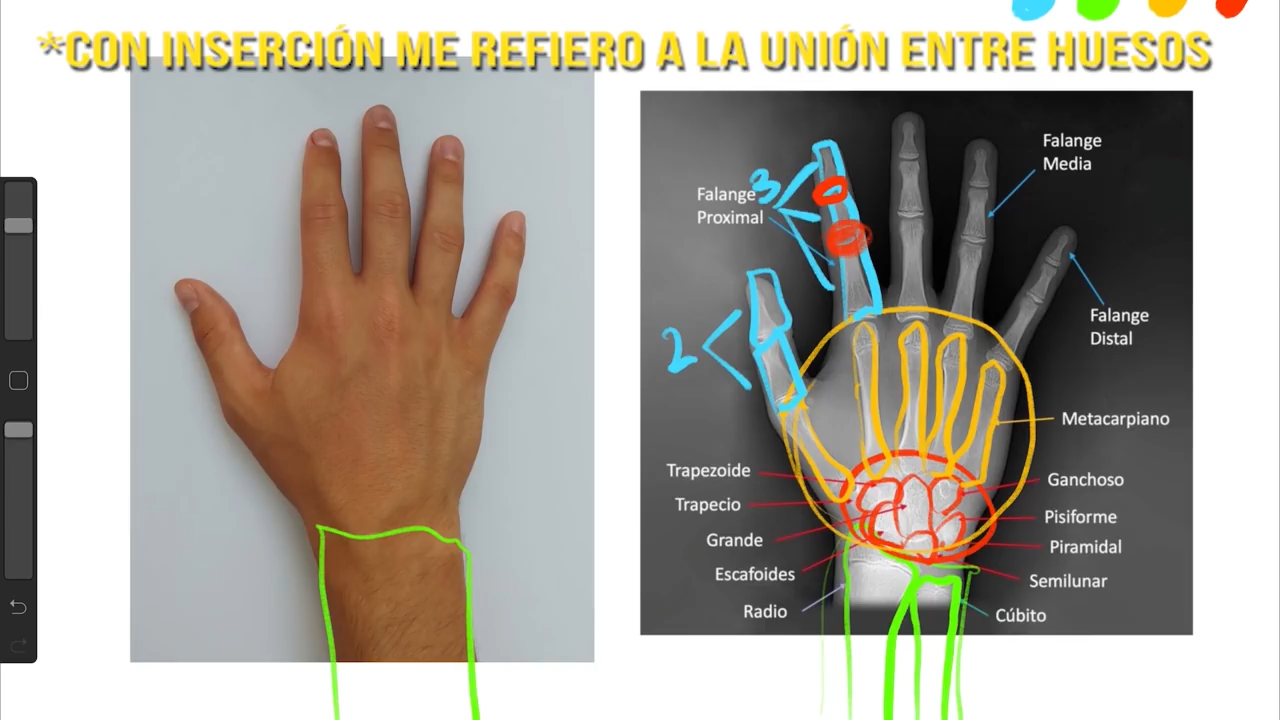 *CON INSERCIÓN ME REFIERO A LA UNIÓN ENTRE HUESOS
Falange
Media
3
Falange
Proximal
Falange
Distal
2
Metacarpiano
Trapezoide
Ganchoso
Trapecio
Pisiforme
Grande
Piramidal
Escafoides
Semilunar
Radio
Cúbito